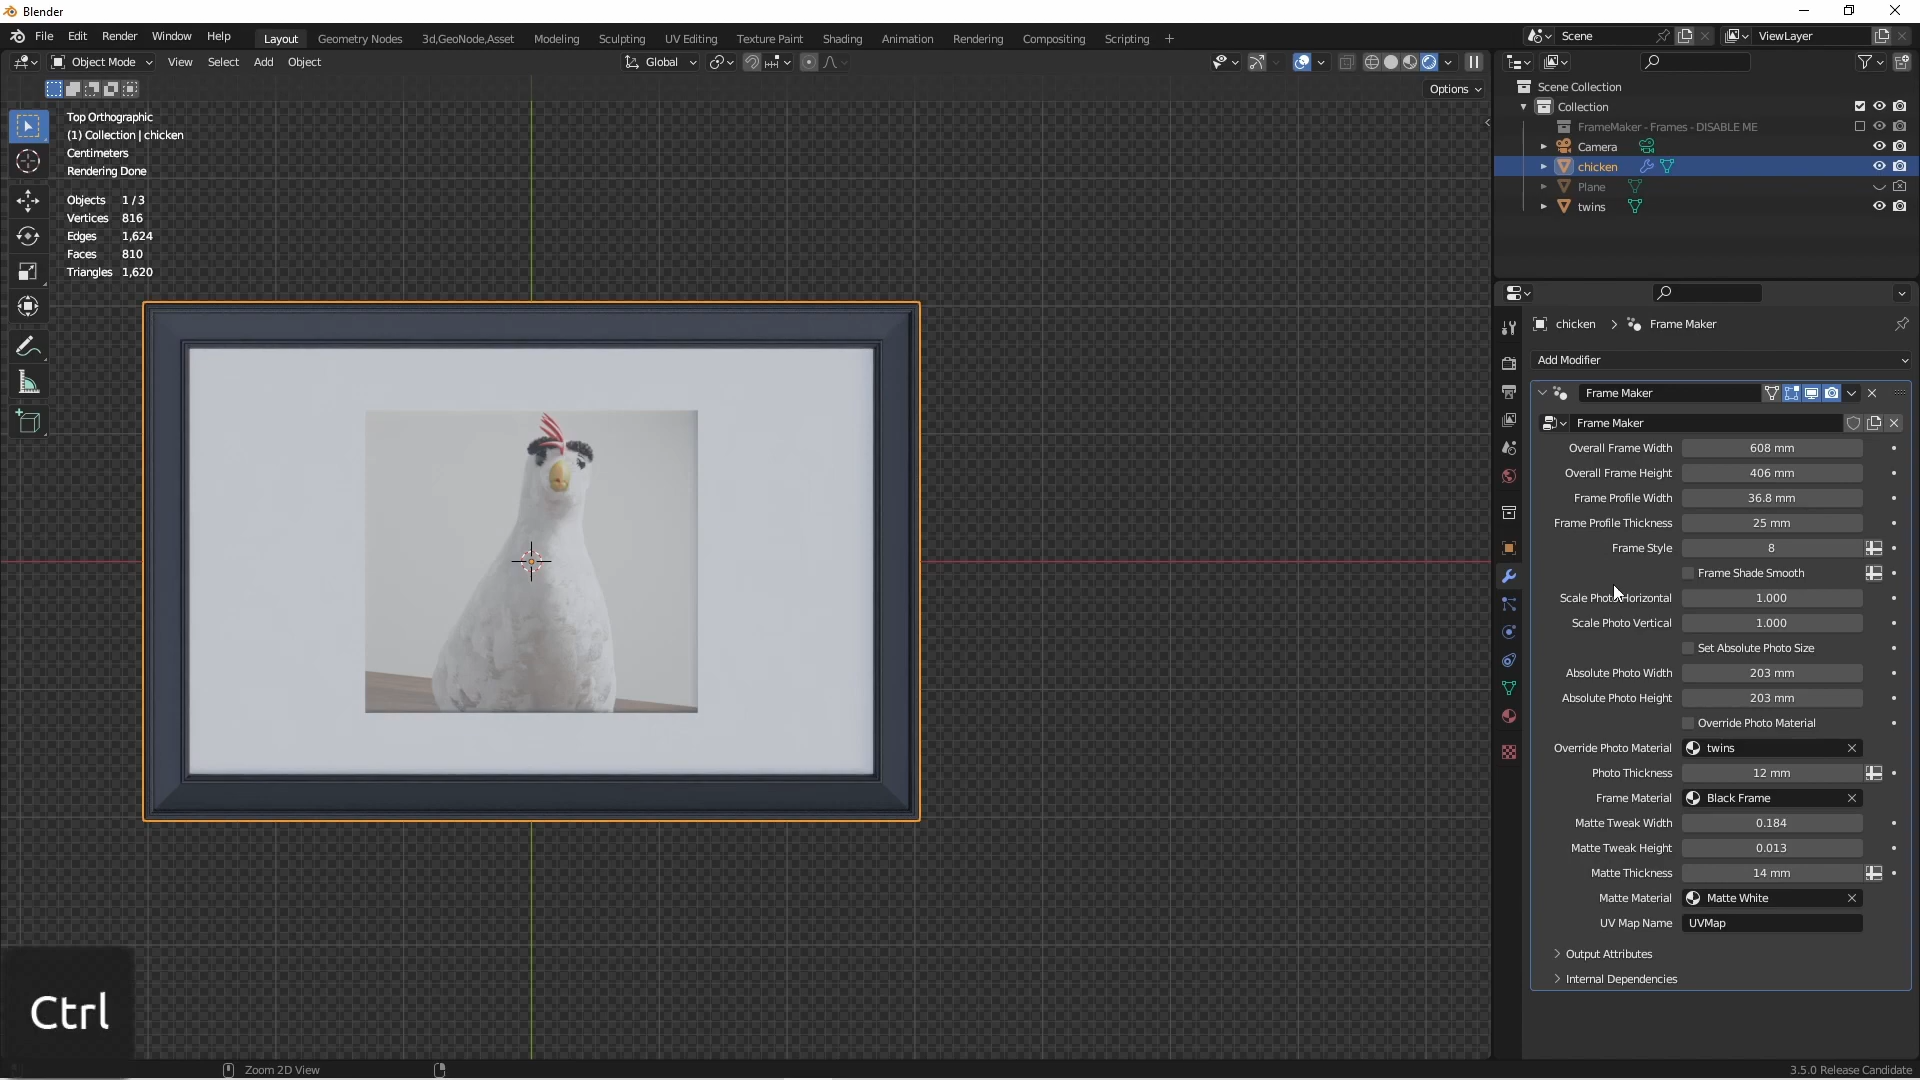 Blender
File Edit Render Window Help Layout Geometry Nodes 3d,GeoNode,Asset Modeling Sculpting UV Editing Texture Paint Shading Animation Rendering Compositing Scripting + Scene ViewLayer
Object Mode View Select Add Object Global
Options
Top Orthographic
(1) Collection | chicken
Centimeters
Rendering Done
Objects 1/3
Vertices 816
Edges 1,624
Faces 810
Triangles 1,620
Scene Collection
Collection
FrameMaker - Frames - DISABLE ME
Camera
chicken
Plane
twins
chicken > Frame Maker
Add Modifier
Frame Maker
Frame Maker
Overall Frame Width 608 mm
Overall Frame Height 406 mm
Frame Profile Width 36.8 mm
Frame Profile Thickness 25 mm
Frame Style 8
Frame Shade Smooth
Scale Photo Horizontal 1.000
Scale Photo Vertical 1.000
Set Absolute Photo Size
Absolute Photo Width 203 mm
Absolute Photo Height 203 mm
Override Photo Material
Override Photo Material twins
Photo Thickness 12 mm
Frame Material Black Frame
Matte Tweak Width 0.184
Matte Tweak Height 0.013
Matte Thickness 14 mm
Matte Material Matte White
UV Map Name UVMap
Output Attributes
Internal Dependencies
Ctrl
Zoom 2D View
3.5.0 Release Candidate